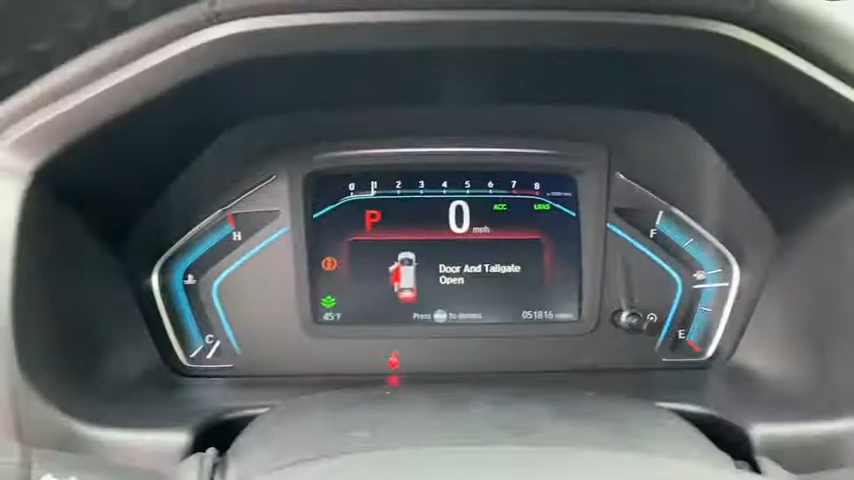 0 1 2 3 4 5 6 7 8
ACC LKAS
P 0 mph
H F
Door And Tailgate
Open
45°F Press To dismiss 051816 miles
C E